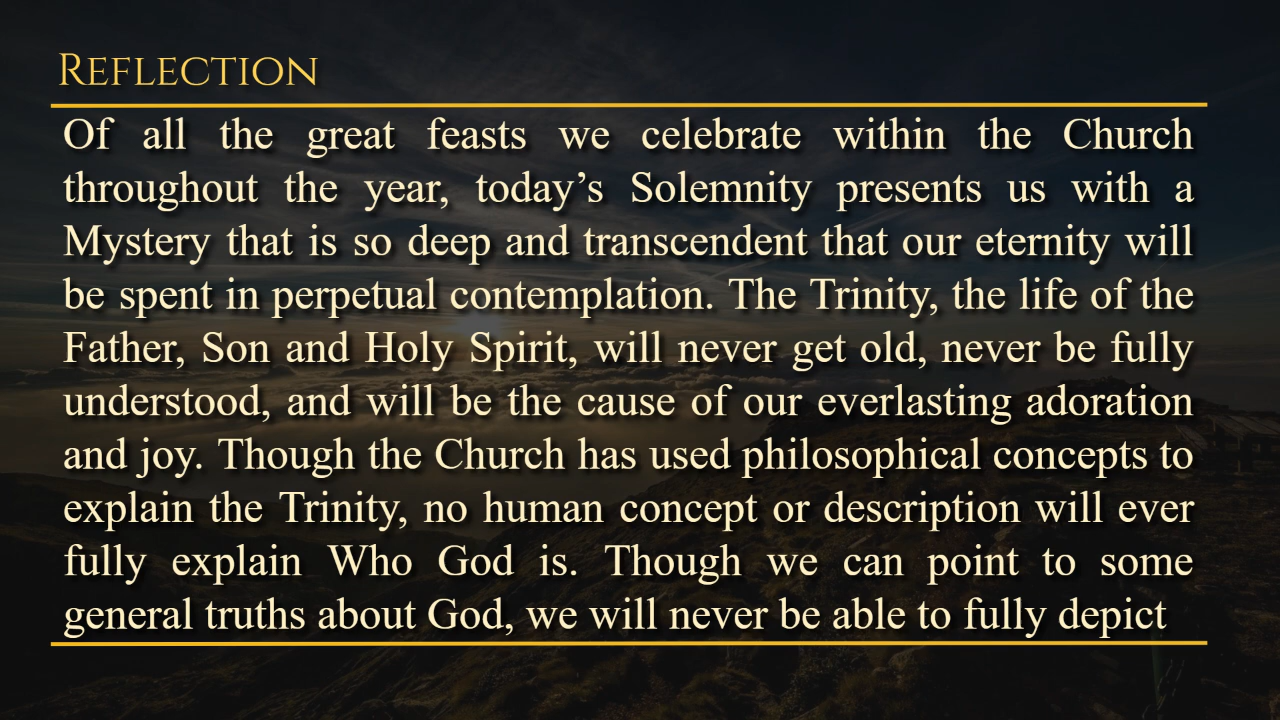 Reflection
Of all the great feasts we celebrate within the Church
throughout the year, today’s Solemnity presents us with a
Mystery that is so deep and transcendent that our eternity will
be spent in perpetual contemplation. The Trinity, the life of the
Father, Son and Holy Spirit, will never get old, never be fully
understood, and will be the cause of our everlasting adoration
and joy. Though the Church has used philosophical concepts to
explain the Trinity, no human concept or description will ever
fully explain Who God is. Though we can point to some
general truths about God, we will never be able to fully depict